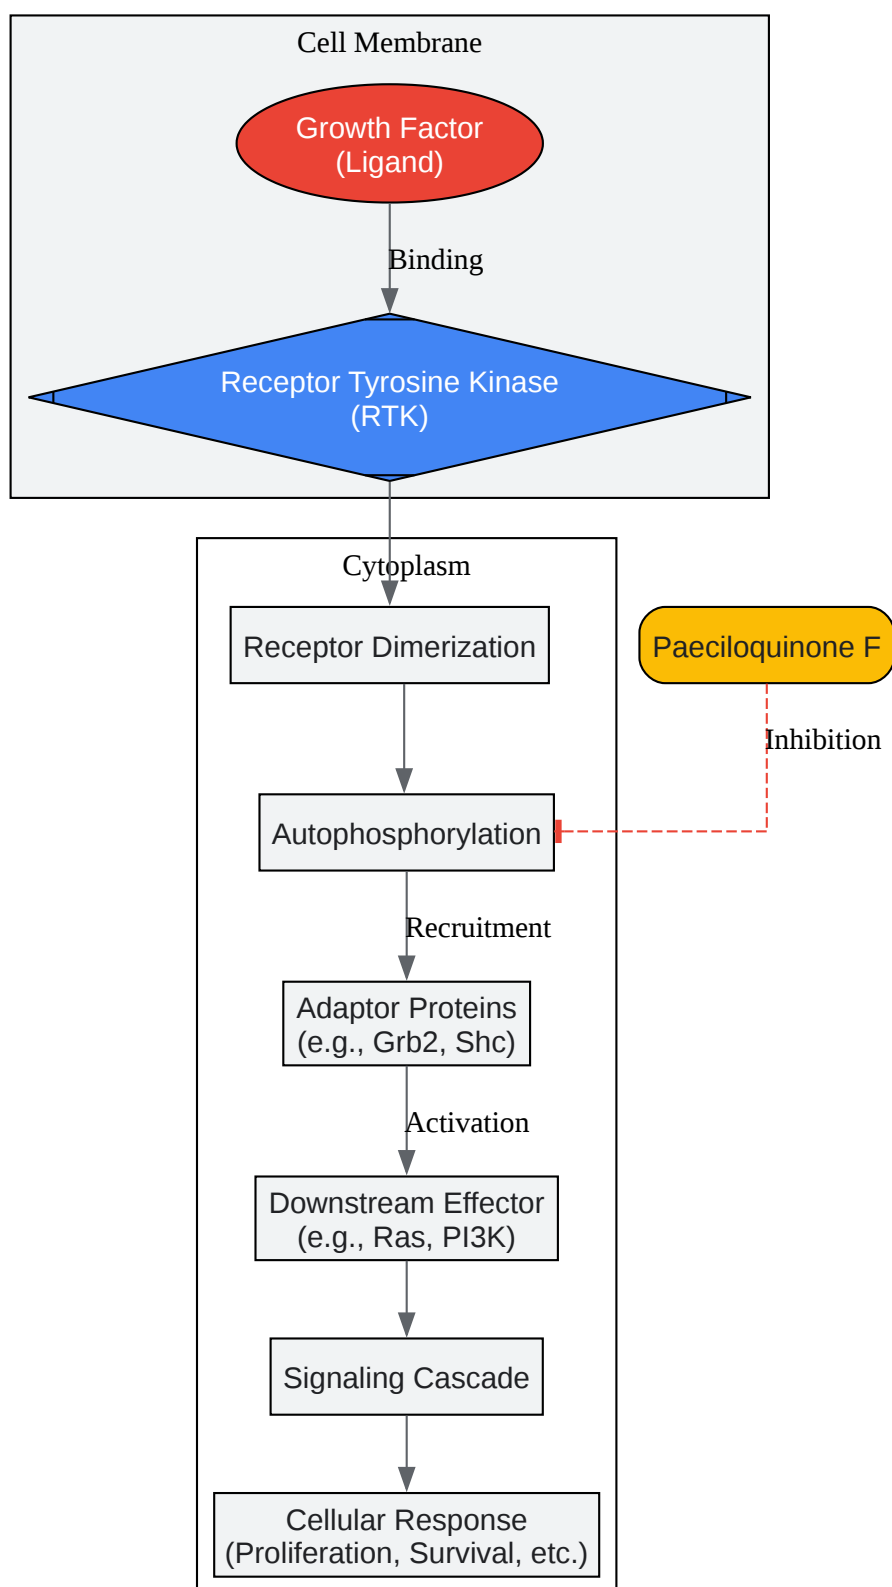 Cell Membrane
Growth Factor
(Ligand)
Binding
Receptor Tyrosine Kinase
(RTK)
Cytoplasm
Receptor Dimerization
Paeciloquinone F
Inhibition
Autophosphorylation
Recruitment
Adaptor Proteins
(e.g., Grb2, Shc)
Activation
Downstream Effector
(e.g., Ras, PI3K)
Signaling Cascade
Cellular Response
(Proliferation, Survival, etc.)